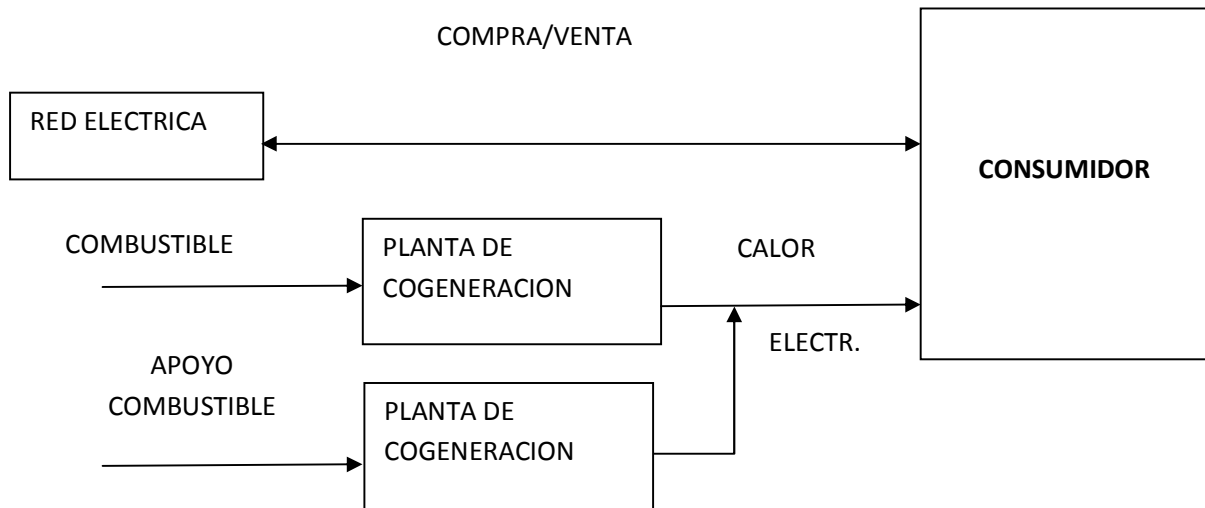 COMPRA/VENTA
RED ELECTRICA
CONSUMIDOR
COMBUSTIBLE
PLANTA DE
COGENERACION
CALOR
ELECTR.
APOYO
COMBUSTIBLE
PLANTA DE
COGENERACION